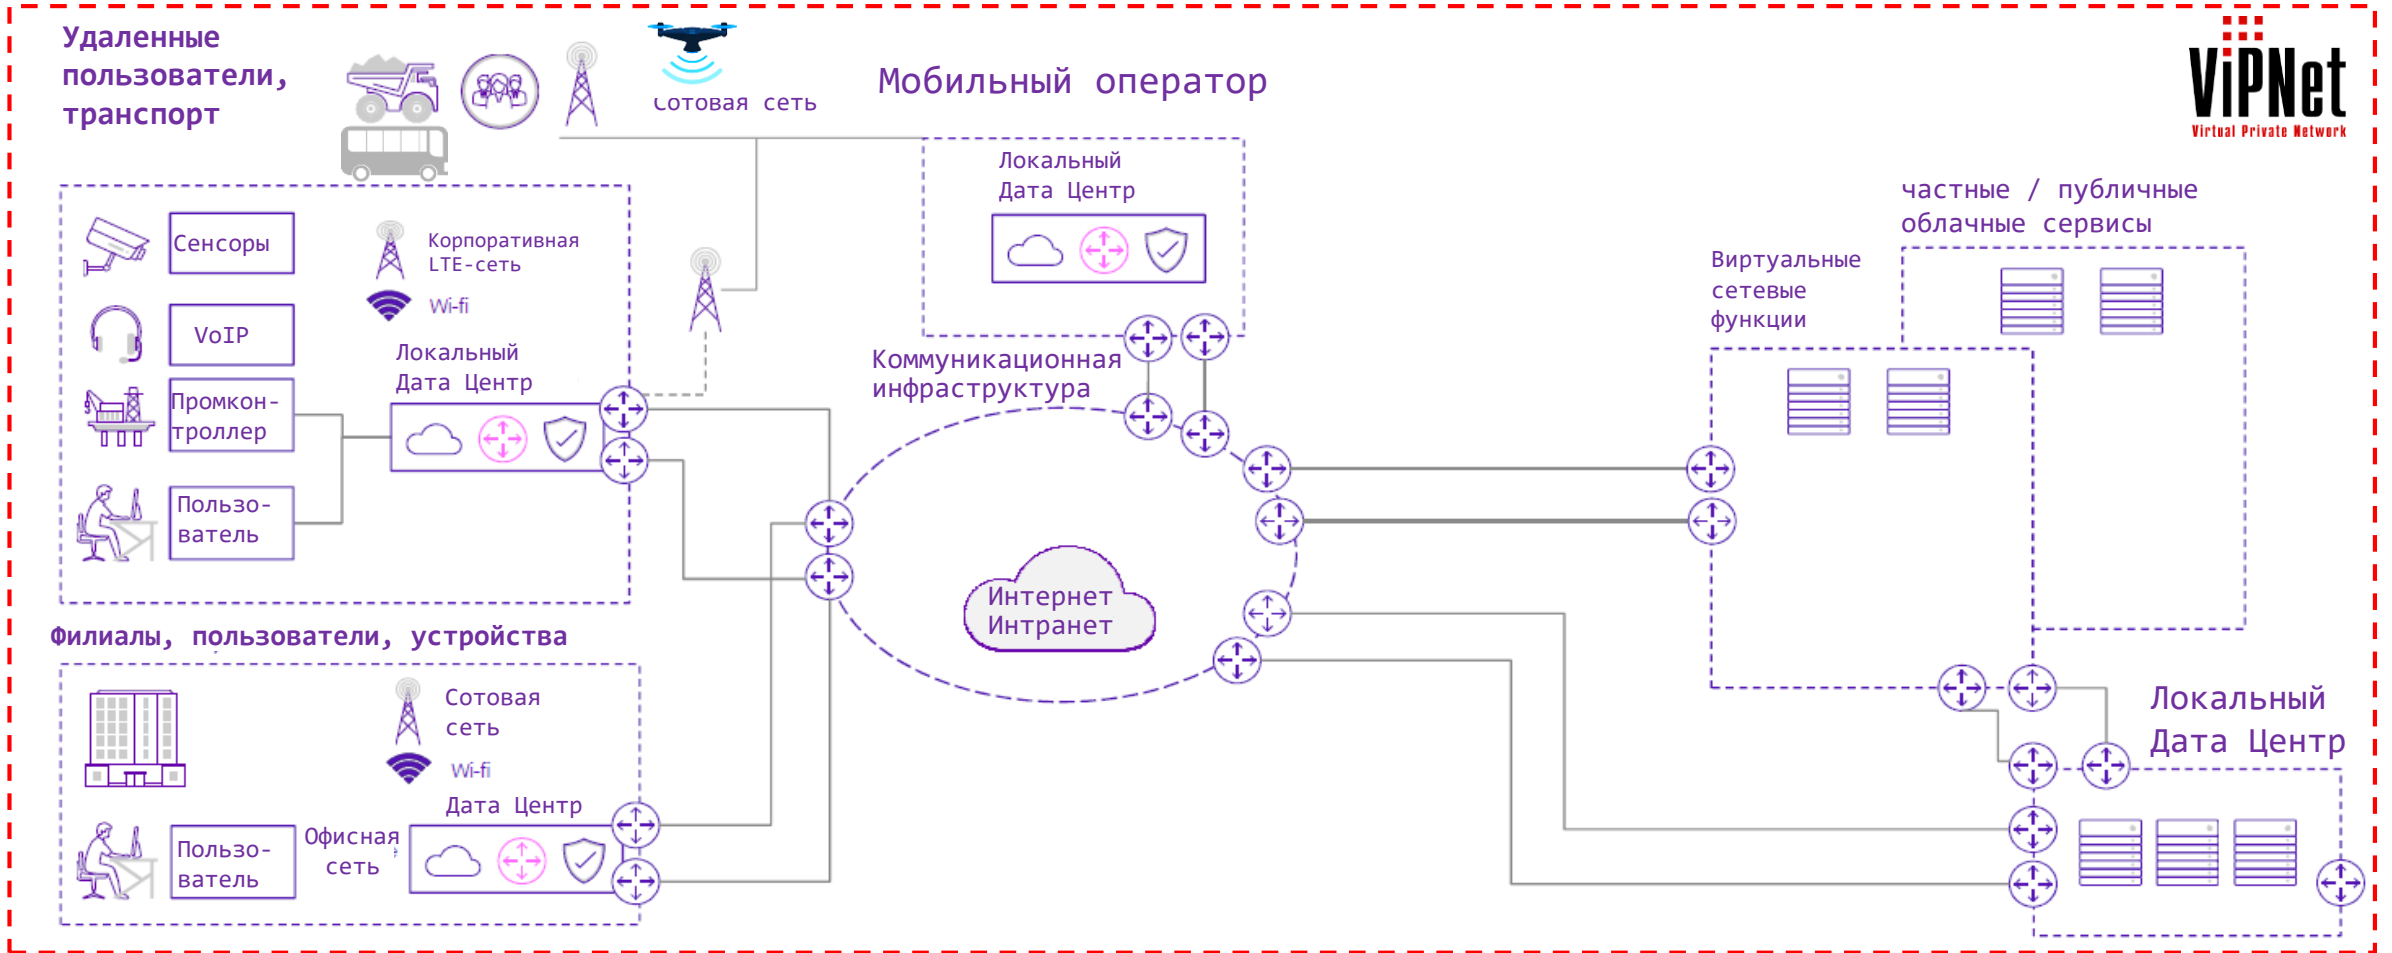 Удаленные
пользователи,
транспорт
сотовая сеть
Мобильный оператор
ViPNet
Virtual Private Network
Локальный
Дата Центр
частные / публичные
облачные сервисы
Сенсоры
Корпоративная
LTE-сеть
Wi-fi
VoIP
Виртуальные
сетевые
функции
Локальный
Дата Центр
Коммуникационная
инфраструктура
Промкон-
троллер
Пользо-
ватель
Интернет
Интранет
Филиалы, пользователи, устройства
Сотовая
сеть
Wi-fi
Дата Центр
Офисная
сеть
Пользо-
ватель
Локальный
Дата Центр